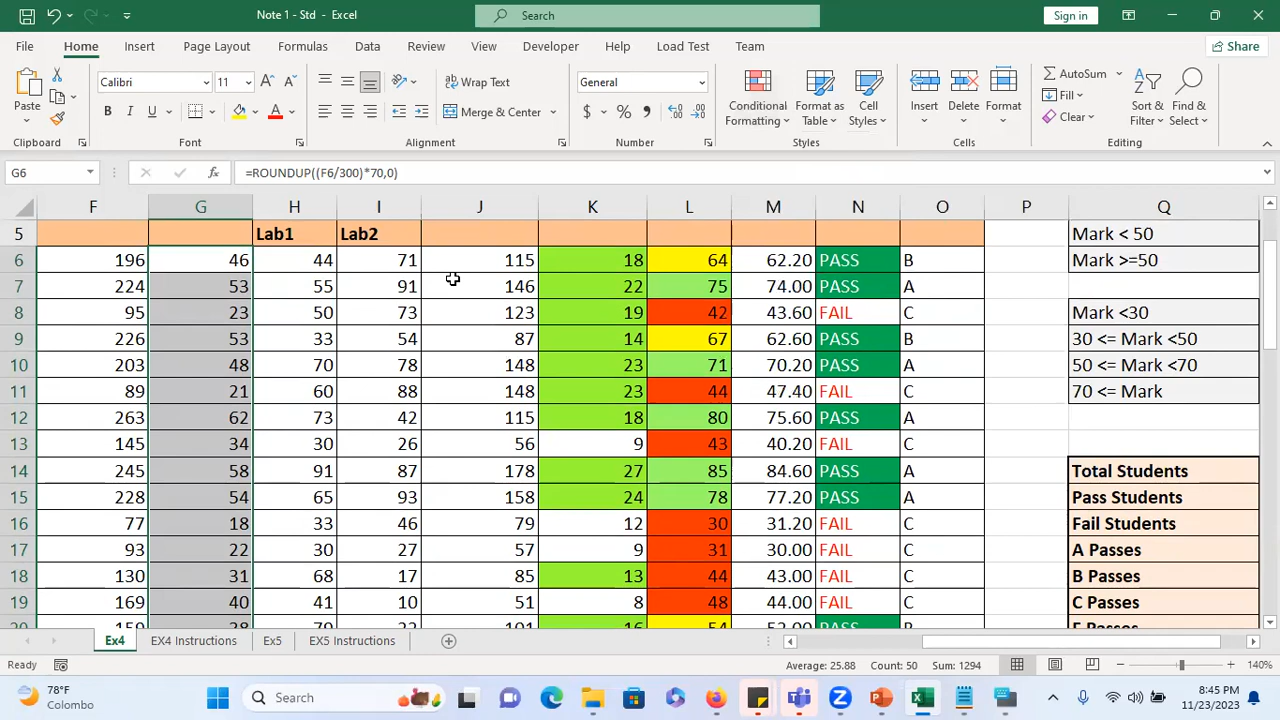 Note 1 - Std - Excel
Search
Sign in
File Home Insert Page Layout Formulas Data Review View Developer Help Load Test Team
Share
Paste
Calibri 11
B I U
Wrap Text
Merge & Center
General
$ % ,
Conditional Formatting
Format as Table
Cell Styles
Insert
Delete
Format
AutoSum
Fill
Clear
Sort & Filter
Find & Select
Clipboard Font Alignment Number Styles Cells Editing
G6 fx =ROUNDUP((F6/300)*70,0)
F G H I J K L M N O P Q
5 Lab1 Lab2 Mark < 50
6 196 46 44 71 115 18 64 62.20 PASS B Mark >=50
7 224 53 55 91 146 22 75 74.00 PASS A
8 95 23 50 73 123 19 42 43.60 FAIL C Mark <30
9 226 53 33 54 87 14 67 62.60 PASS B 30 <= Mark <50
10 203 48 70 78 148 23 71 70.20 PASS A 50 <= Mark <70
11 89 21 60 88 148 23 44 47.40 FAIL C 70 <= Mark
12 263 62 73 42 115 18 80 75.60 PASS A
13 145 34 30 26 56 9 43 40.20 FAIL C
14 245 58 91 87 178 27 85 84.60 PASS A Total Students
15 228 54 65 93 158 24 78 77.20 PASS A Pass Students
16 77 18 33 46 79 12 30 31.20 FAIL C Fail Students
17 93 22 30 27 57 9 31 30.00 FAIL C A Passes
18 130 31 68 17 85 13 44 43.00 FAIL C B Passes
19 169 40 41 10 51 8 48 44.00 FAIL C C Passes
Ex4 EX4 Instructions Ex5 EX5 Instructions
Ready Average: 25.88 Count: 50 Sum: 1294 140%
78°F
Colombo
Search
8:45 PM
11/23/2023